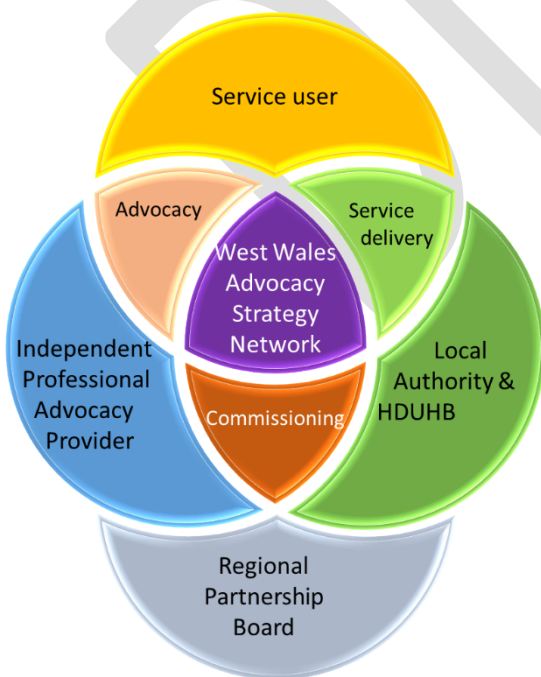 Service user
Advocacy
Service
delivery
West Wales
Advocacy
Strategy
Network
Independent
Professional
Advocacy
Provider
Local
Authority &
HDUHB
Commissioning
Regional
Partnership
Board